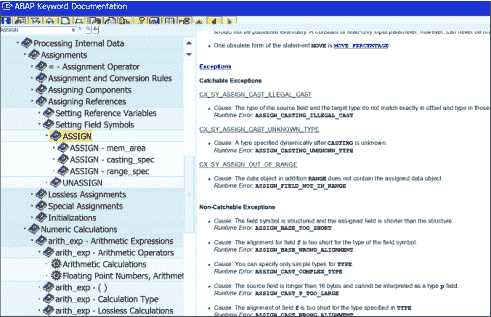 ABAP Keyword Documentation
ASSIGN
Processing Internal Data
Assignments
= - Assignment Operator
Assignment and Conversion Rules
Assigning Components
Assigning References
Setting Reference Variables
Setting Field Symbols
ASSIGN
ASSIGN - mem_area
ASSIGN - casting_spec
ASSIGN - range_spec
UNASSIGN
Lossless Assignments
Special Assignments
Initializations
Numeric Calculations
arith_exp - Arithmetic Expressions
arith_exp - Arithmetic Operators
Arithmetic Calculations
Floating Point Numbers, Arithmet
arith_exp - ( )
arith_exp - Calculation Type
arith_exp - Lossless Calculations
One obsolete form of the statement MOVE is MOVE PERCENTAGE
Exceptions
Catchable Exceptions
CX_SY_ASSIGN_CAST_ILLEGAL_CAST
Cause: The type of the source field and the target type do not match exactly in offset and type in those
Runtime Error: ASSIGN_CASTING_ILLEGAL_CAST
CX_SY_ASSIGN_CAST_UNKNOWN_TYPE
Cause: A type specified dynamically after CASTING is unknown.
Runtime Error: ASSIGN_CASTING_UNKNOWN_TYPE
CX_SY_ASSIGN_OUT_OF_RANGE
Cause: The data object in addition RANGE does not contain the assigned data object.
Runtime Error: ASSIGN_FIELD_NOT_IN_RANGE
Non-Catchable Exceptions
Cause: The field symbol is structured and the assigned field is shorter than the structure.
Runtime Error: ASSIGN_BASE_TOO_SHORT
Cause: The alignment for field f is too short for the type of the field symbol.
Runtime Error: ASSIGN_BASE_WRONG_ALIGNMENT
Cause: You can specify only simple types for TYPE
Runtime Error: ASSIGN_CAST_COMPLEX_TYPE
Cause: The source field is longer than 16 bytes and cannot be interpreted as a type p field.
Runtime Error: ASSIGN_CAST_P_TOO_LARGE
Cause: The alignment of field f is too short for the type specified in TYPE
Runtime Error: ASSIGN_CAST_WRONG_ALIGNMENT